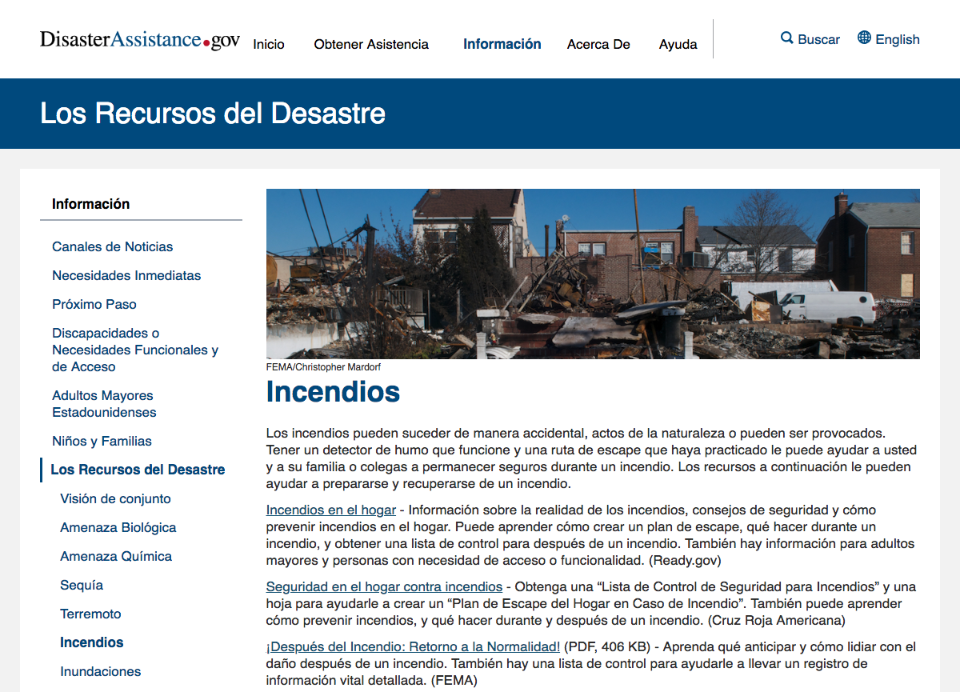 DisasterAssistance.gov
Inicio
Obtener Asistencia
Información
Acerca De
Ayuda
Buscar
English
Los Recursos del Desastre
Información
Canales de Noticias
Necesidades Inmediatas
Próximo Paso
Discapacidades o
Necesidades Funcionales y
de Acceso
Adultos Mayores
Estadounidenses
Niños y Familias
Los Recursos del Desastre
Visión de conjunto
Amenaza Biológica
Amenaza Química
Sequía
Terremoto
Incendios
Inundaciones
FEMA/Christopher Mardorf
Incendios
Los incendios pueden suceder de manera accidental, actos de la naturaleza o pueden ser provocados.
Tener un detector de humo que funcione y una ruta de escape que haya practicado le puede ayudar a usted
y a su familia o colegas a permanecer seguros durante un incendio. Los recursos a continuación le pueden
ayudar a prepararse y recuperarse de un incendio.
Incendios en el hogar - Información sobre la realidad de los incendios, consejos de seguridad y cómo
prevenir incendios en el hogar. Puede aprender cómo crear un plan de escape, qué hacer durante un
incendio, y obtener una lista de control para después de un incendio. También hay información para adultos
mayores y personas con necesidad de acceso o funcionalidad. (Ready.gov)
Seguridad en el hogar contra incendios - Obtenga una “Lista de Control de Seguridad para Incendios” y una
hoja para ayudarle a crear un “Plan de Escape del Hogar en Caso de Incendio”. También puede aprender
cómo prevenir incendios, y qué hacer durante y después de un incendio. (Cruz Roja Americana)
¡Después del Incendio: Retorno a la Normalidad! (PDF, 406 KB) - Aprenda qué anticipar y cómo lidiar con el
daño después de un incendio. También hay una lista de control para ayudarle a llevar un registro de
información vital detallada. (FEMA)